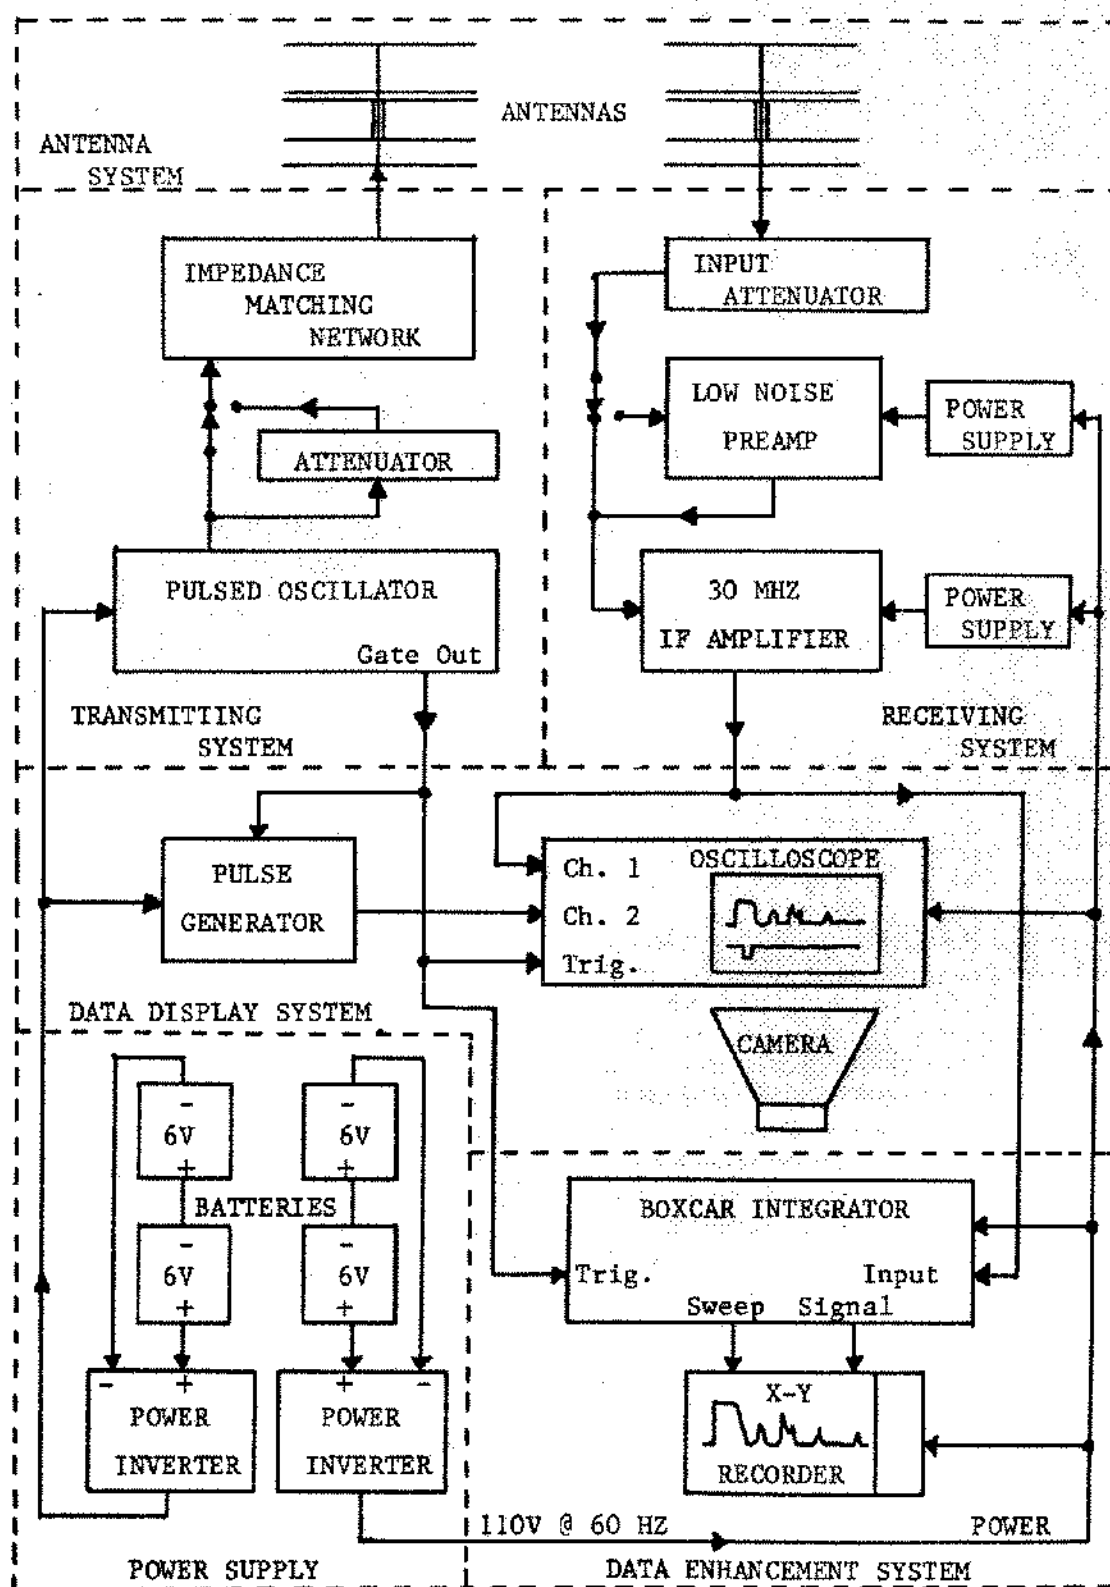 ANTENNAS
ANTENNA
SYSTEM
IMPEDANCE
MATCHING
NETWORK
ATTENUATOR
PULSED OSCILLATOR
Gate Out
TRANSMITTING
SYSTEM
INPUT
ATTENUATOR
LOW NOISE
PREAMP
POWER
SUPPLY
30 MHZ
IF AMPLIFIER
POWER
SUPPLY
RECEIVING
SYSTEM
PULSE
GENERATOR
OSCILLOSCOPE
Ch. 1
Ch. 2
Trig.
DATA DISPLAY SYSTEM
CAMERA
-
6V
+
-
6V
+
BATTERIES
-
6V
+
-
6V
+
- +
POWER
INVERTER
+ -
POWER
INVERTER
POWER SUPPLY
BOXCAR INTEGRATOR
Trig.
Input
Sweep Signal
X-Y
RECORDER
110V @ 60 HZ
POWER
DATA ENHANCEMENT SYSTEM